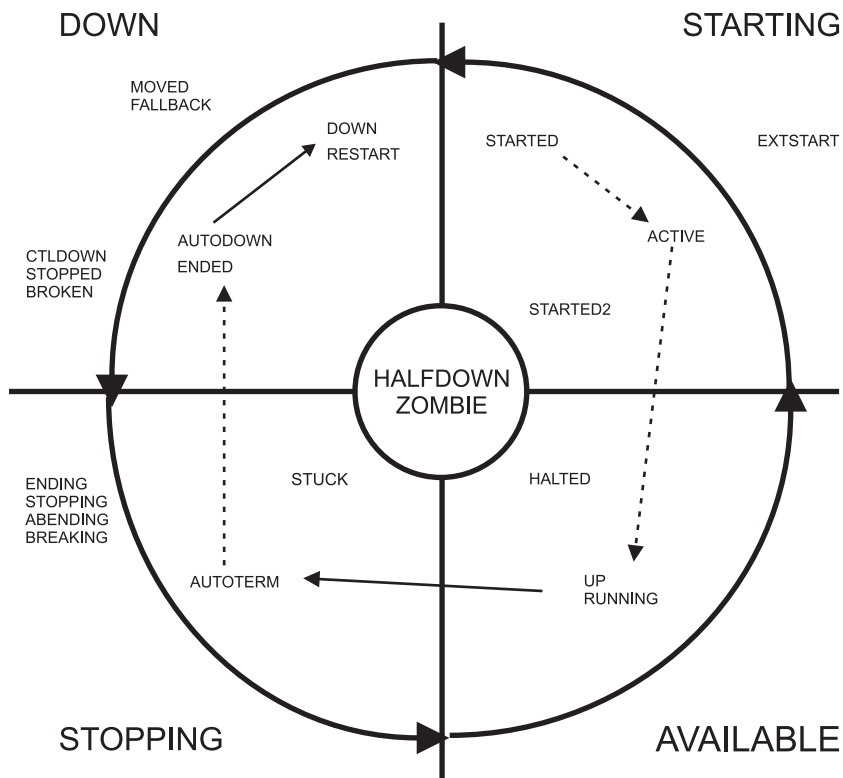 DOWN
STARTING
MOVED
FALLBACK
DOWN
RESTART
STARTED
EXTSTART
AUTODOWN
ENDED
ACTIVE
CTLDOWN
STOPPED
BROKEN
STARTED2
HALFDOWN
ZOMBIE
ENDING
STOPPING
ABENDING
BREAKING
STUCK
HALTED
AUTOTERM
UP
RUNNING
STOPPING
AVAILABLE